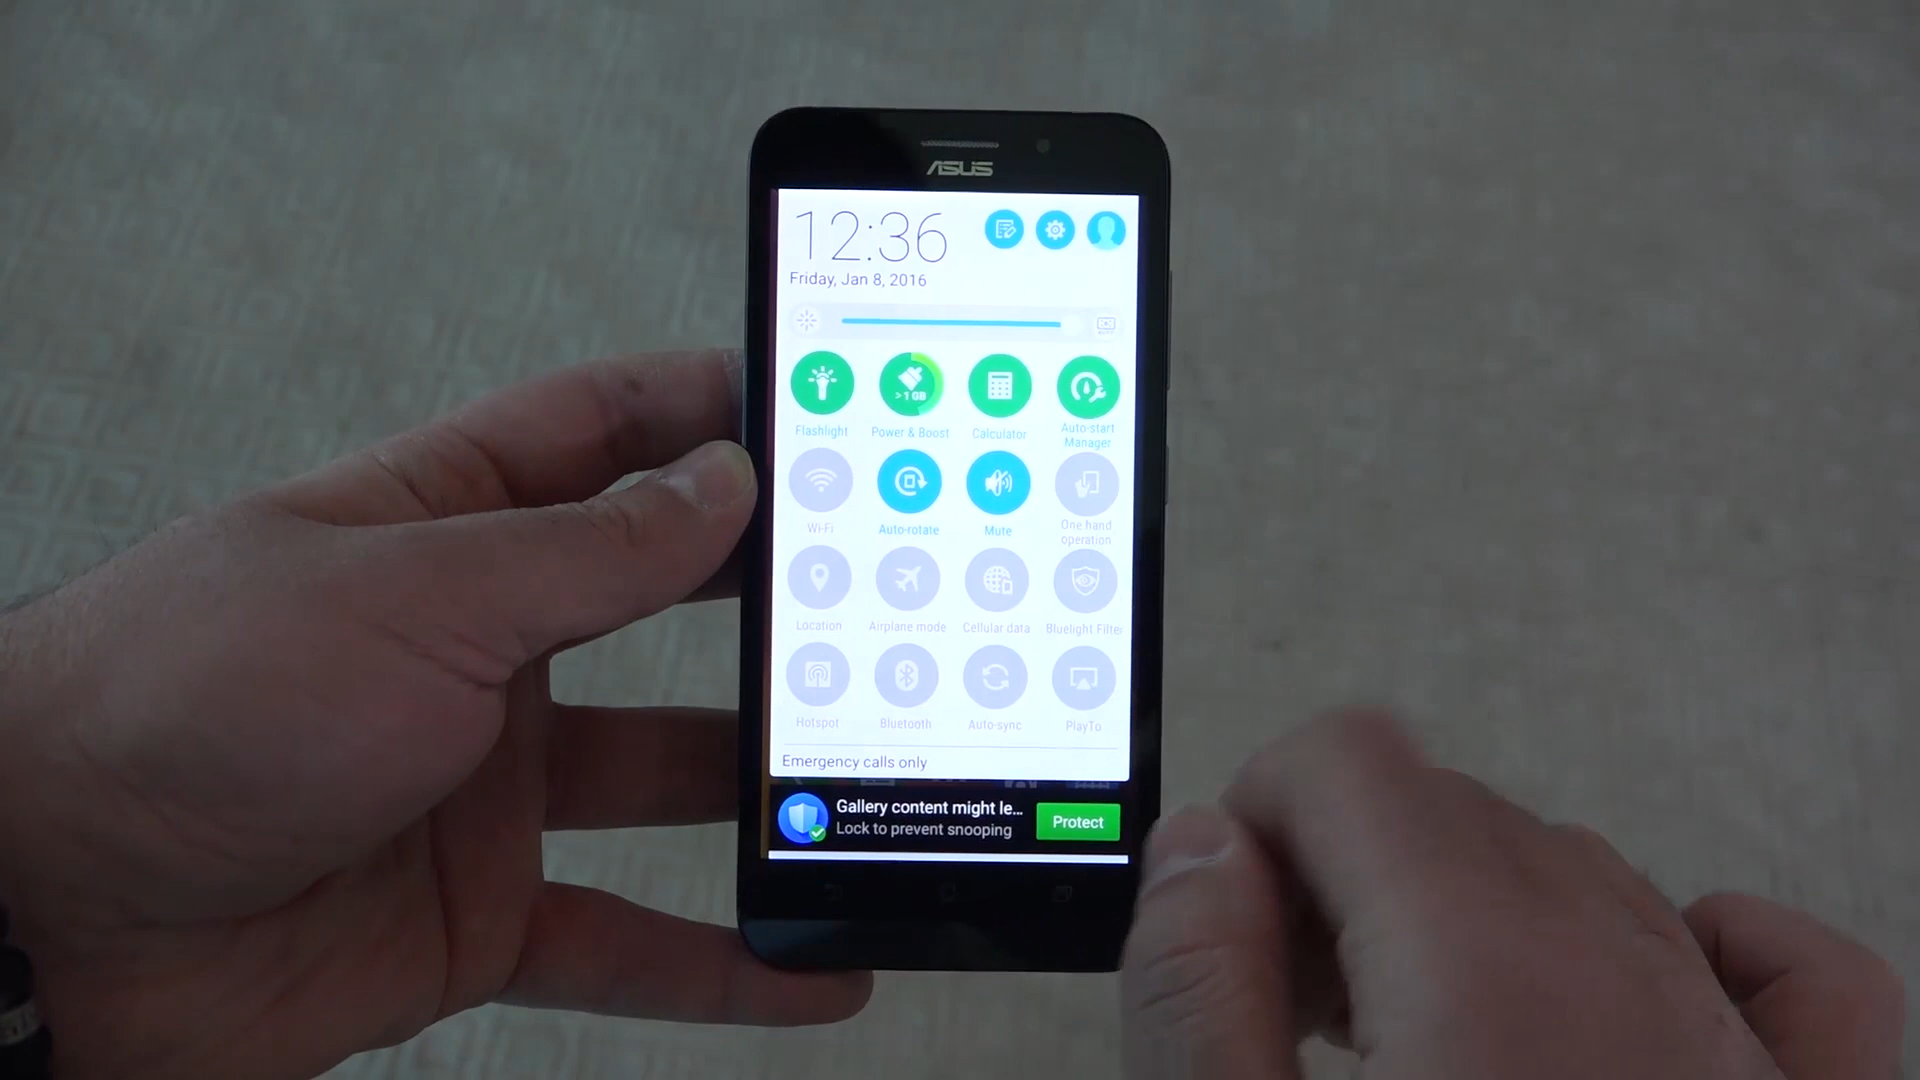 ASUS
12:36
Friday, Jan 8, 2016
> 1 GB
Flashlight
Power & Boost
Calculator
Auto-start
Manager
Wi-Fi
Auto-rotate
Mute
One hand
operation
Location
Airplane mode
Cellular data
Bluelight Filter
Hotspot
Bluetooth
Auto-sync
PlayTo
Emergency calls only
Gallery content might le...
Lock to prevent snooping
Protect